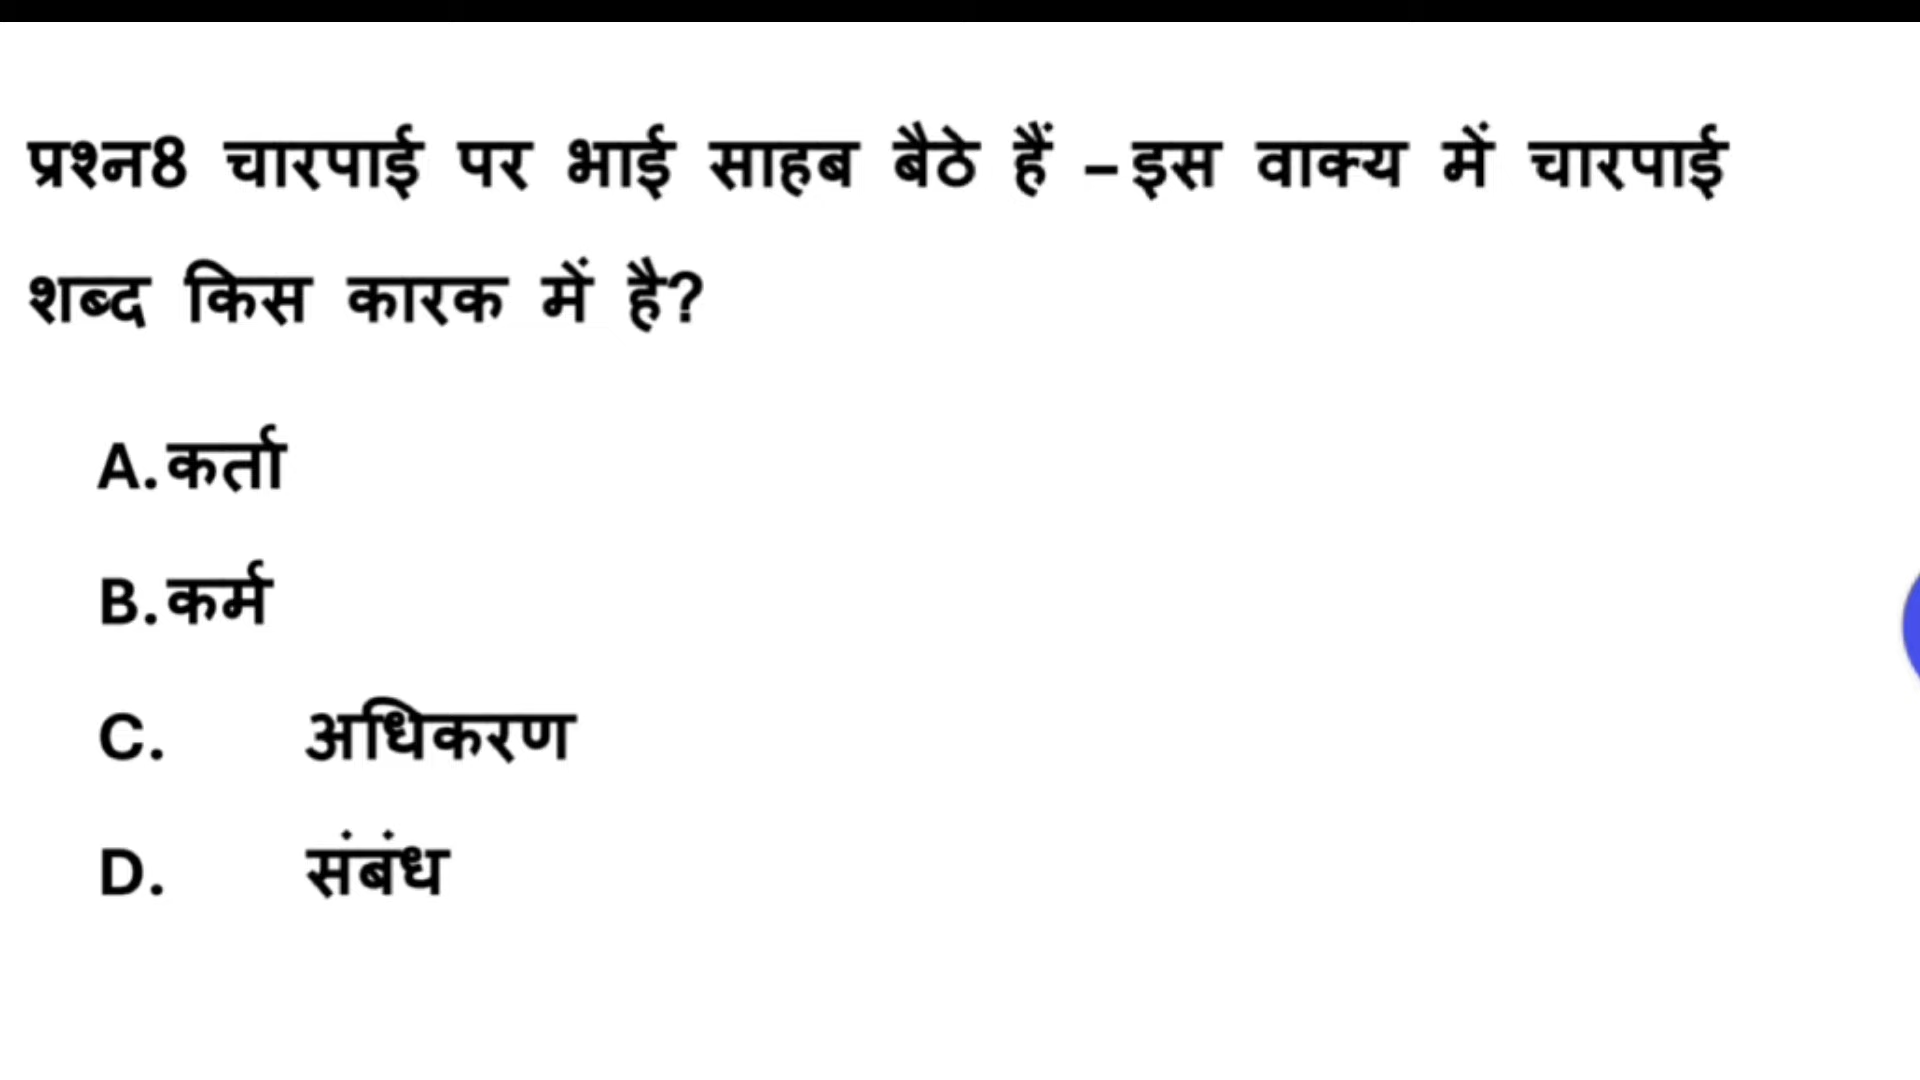 प्रश्न8 चारपाई पर भाई साहब बैठे हैं –इस वाक्य में चारपाई
शब्द किस कारक में है?
A.कर्ता
B.कर्म
C. अधिकरण
D. संबंध